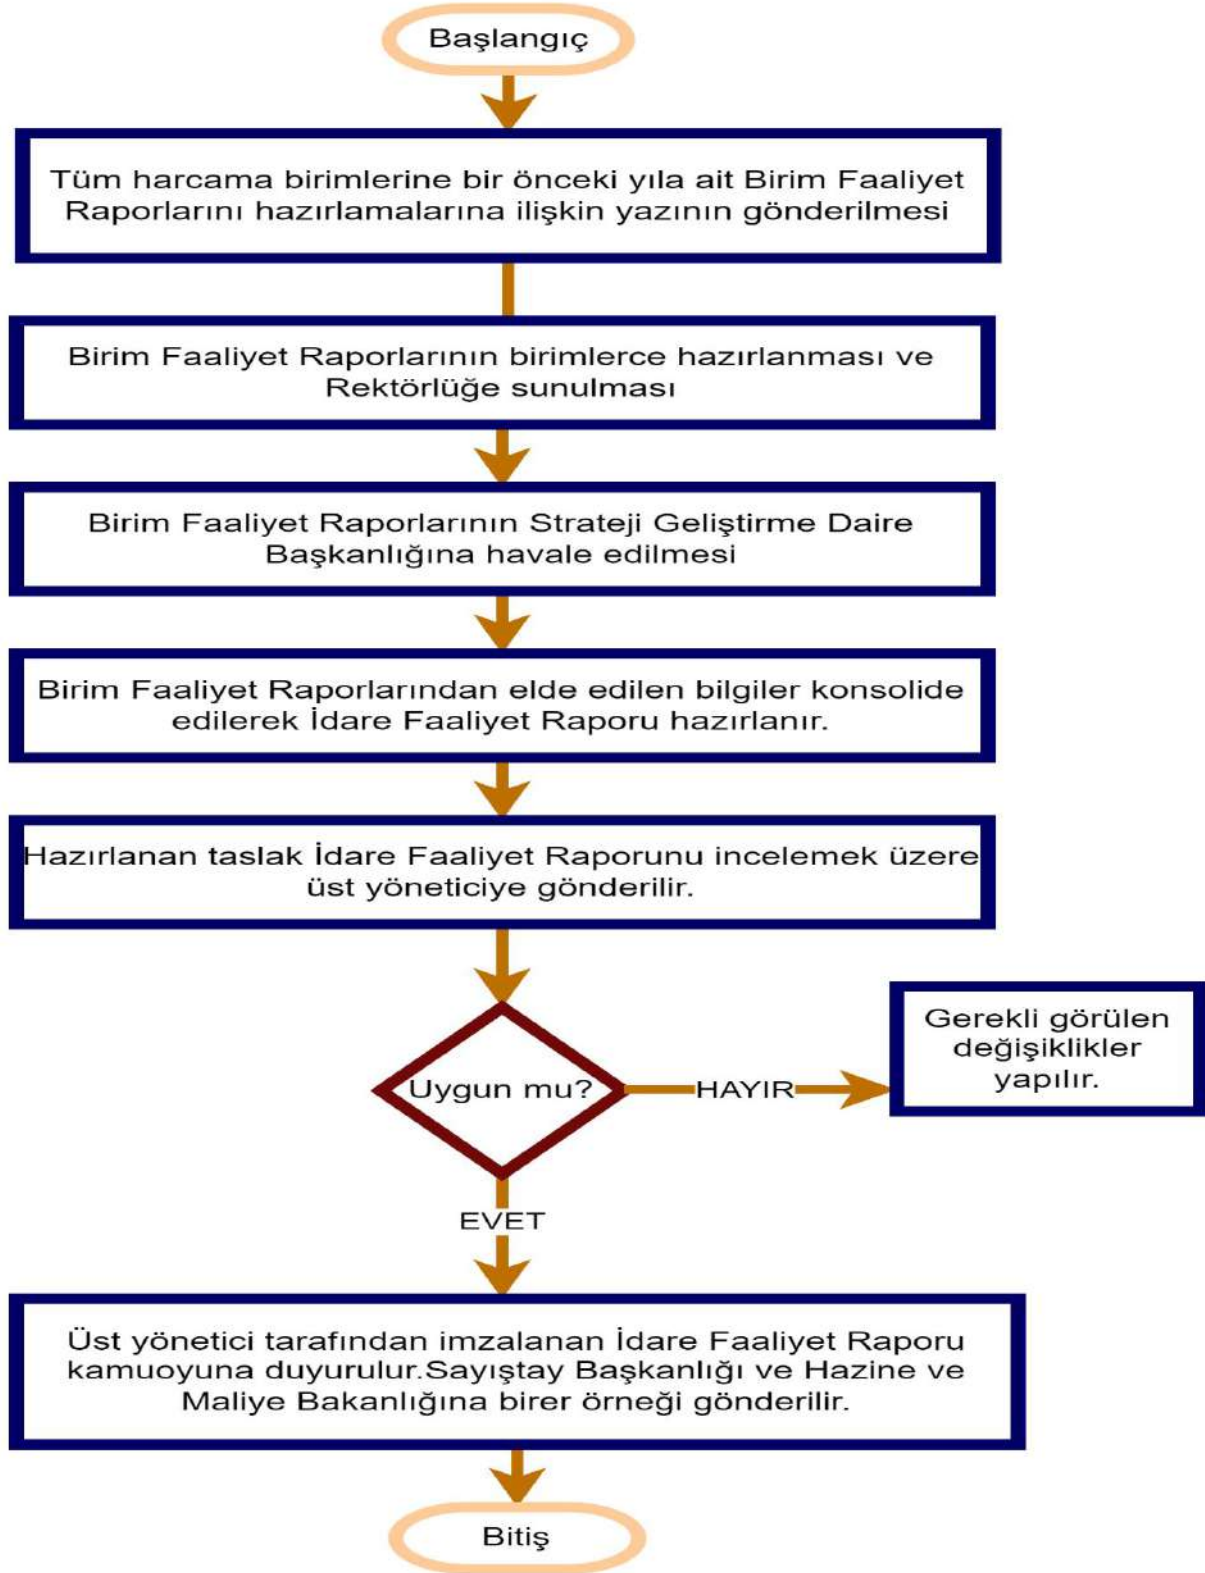 Başlangıç
Tüm harcama birimlerine bir önceki yıla ait Birim Faaliyet
Raporlarını hazırlamalarına ilişkin yazının gönderilmesi
Birim Faaliyet Raporlarının birimlerce hazırlanması ve
Rektörlüğe sunulması
Birim Faaliyet Raporlarının Strateji Geliştirme Daire
Başkanlığına havale edilmesi
Birim Faaliyet Raporlarından elde edilen bilgiler konsolide
edilerek İdare Faaliyet Raporu hazırlanır.
Hazırlanan taslak İdare Faaliyet Raporunu incelemek üzere
üst yöneticiye gönderilir.
Uygun mu?
HAYIR
Gerekli görülen
değişiklikler
yapılır.
EVET
Üst yönetici tarafından imzalanan İdare Faaliyet Raporu
kamuoyuna duyurulur.Sayıştay Başkanlığı ve Hazine ve
Maliye Bakanlığına birer örneği gönderilir.
Bitiş